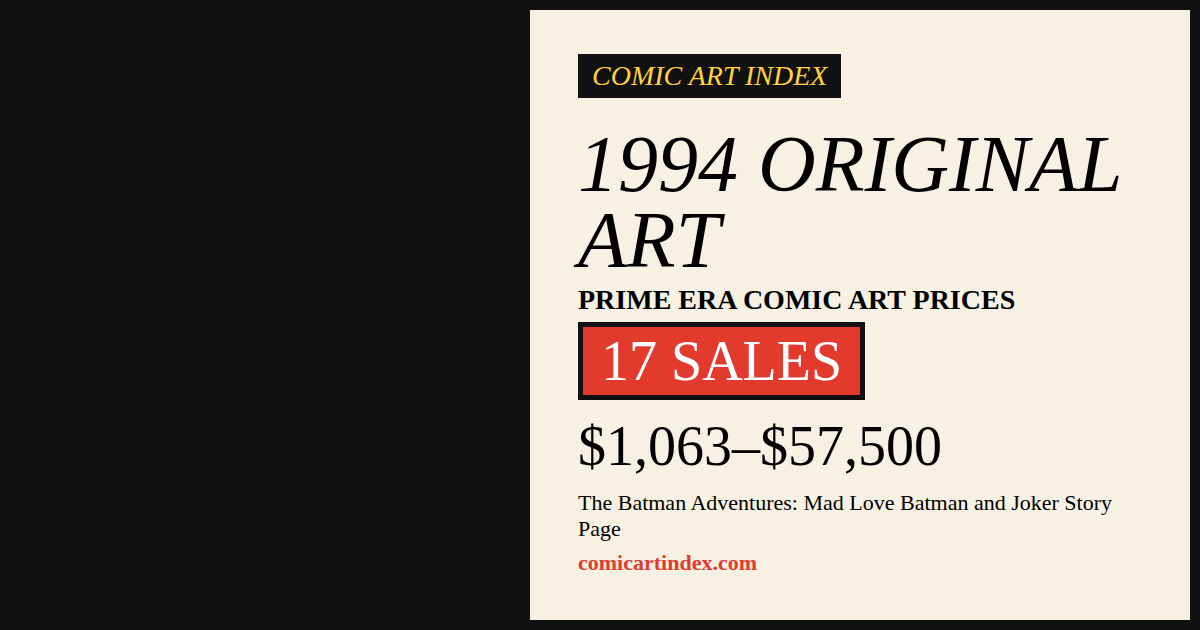 COMIC ART INDEX
1994 ORIGINAL
ART
PRIME ERA COMIC ART PRICES
17 SALES
$1,063–$57,500
The Batman Adventures: Mad Love Batman and Joker Story
Page
comicartindex.com